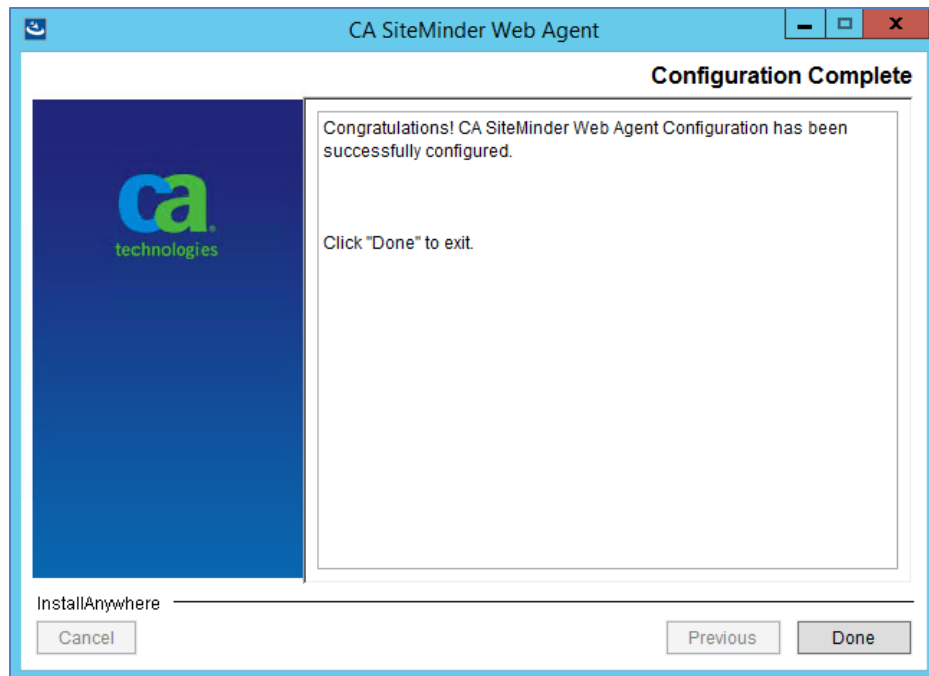 CA SiteMinder Web Agent
Configuration Complete
ca
technologies
Congratulations! CA SiteMinder Web Agent Configuration has been
successfully configured.
Click "Done" to exit.
InstallAnywhere
Cancel
Previous
Done